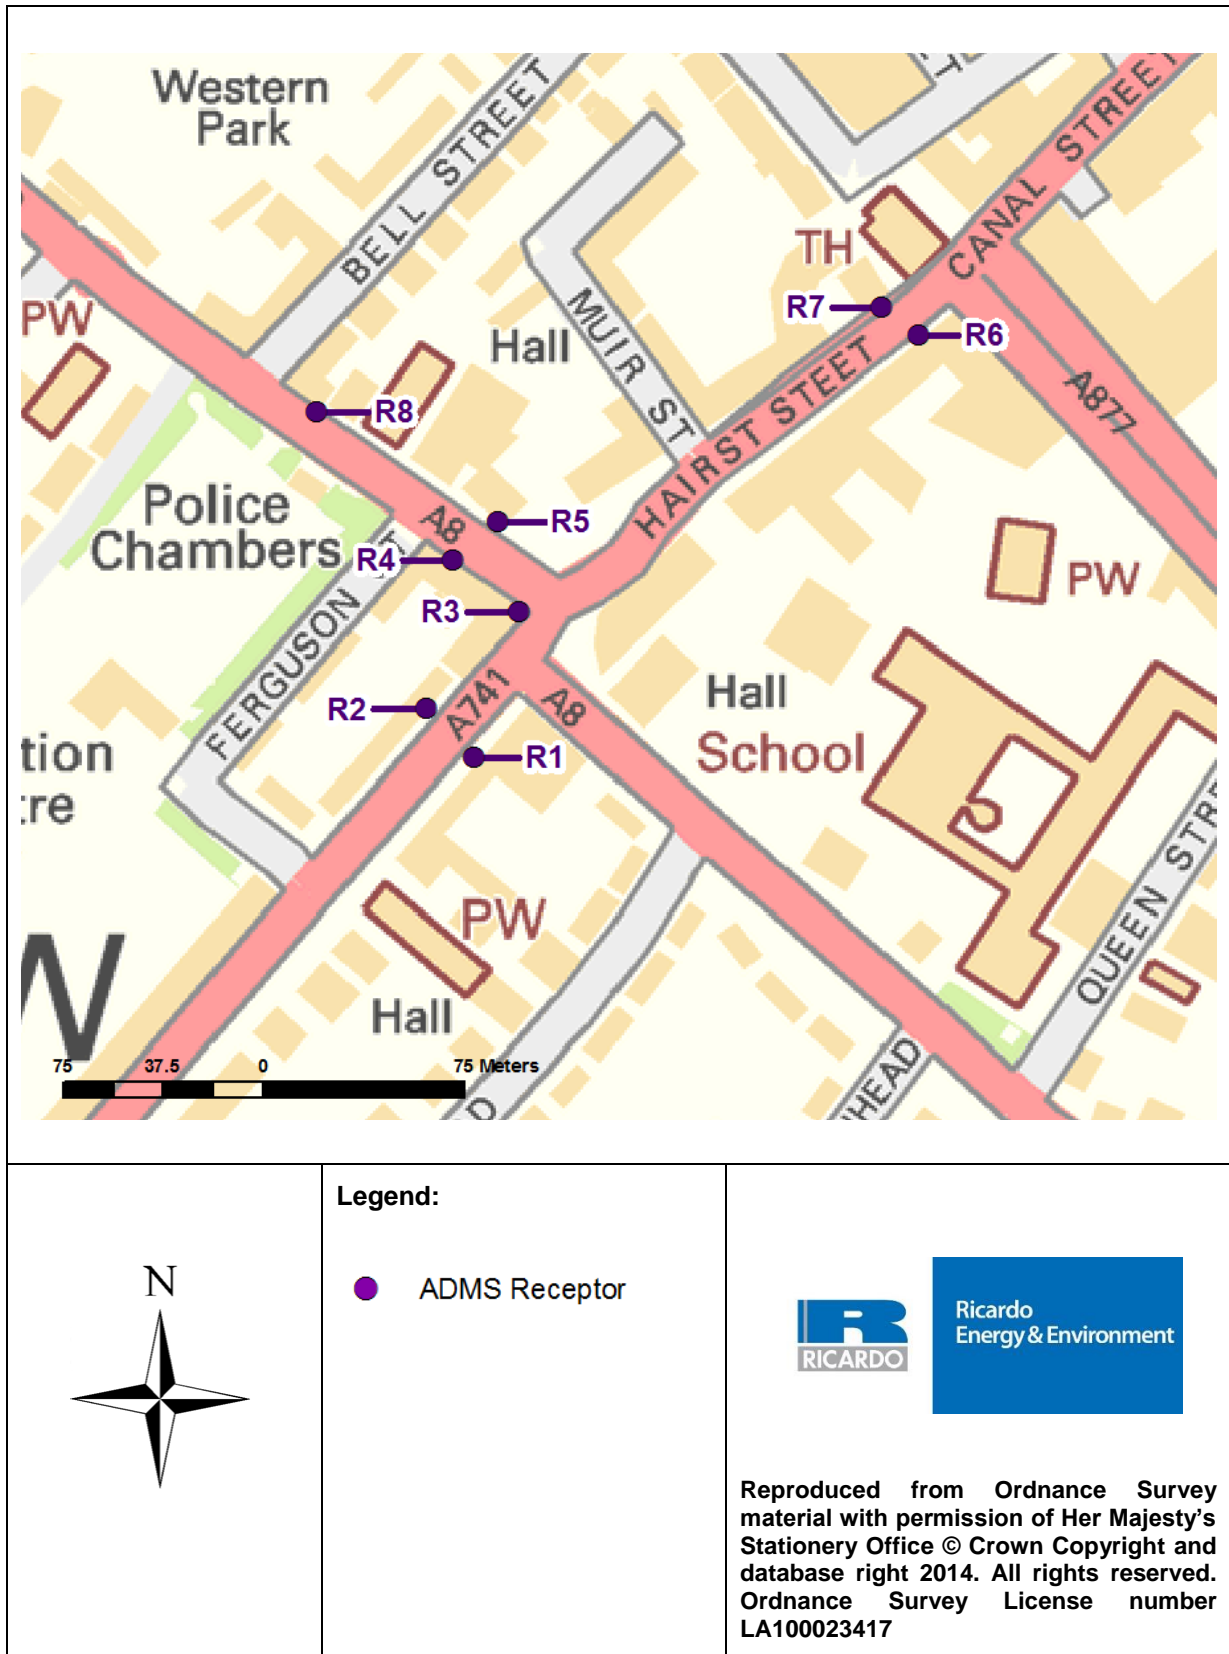 Western
Park
BELL STREET
CANAL STREET
TH
PW
R7
R6
Hall
MUIR ST
HAIRST STEET
A877
R8
Police
Chambers
A8
R5
R4
R3
PW
FERGUSON ST
R2
A741
A8
R1
Hall
School
tion
tre
QUEEN STRE
PW
Hall
W
HEAD
D
75 37.5 0 75 Meters
N
Legend:
ADMS Receptor
RICARDO
Ricardo
Energy & Environment
Reproduced from Ordnance Survey
material with permission of Her Majesty's
Stationery Office © Crown Copyright and
database right 2014. All rights reserved.
Ordnance Survey License number
LA100023417